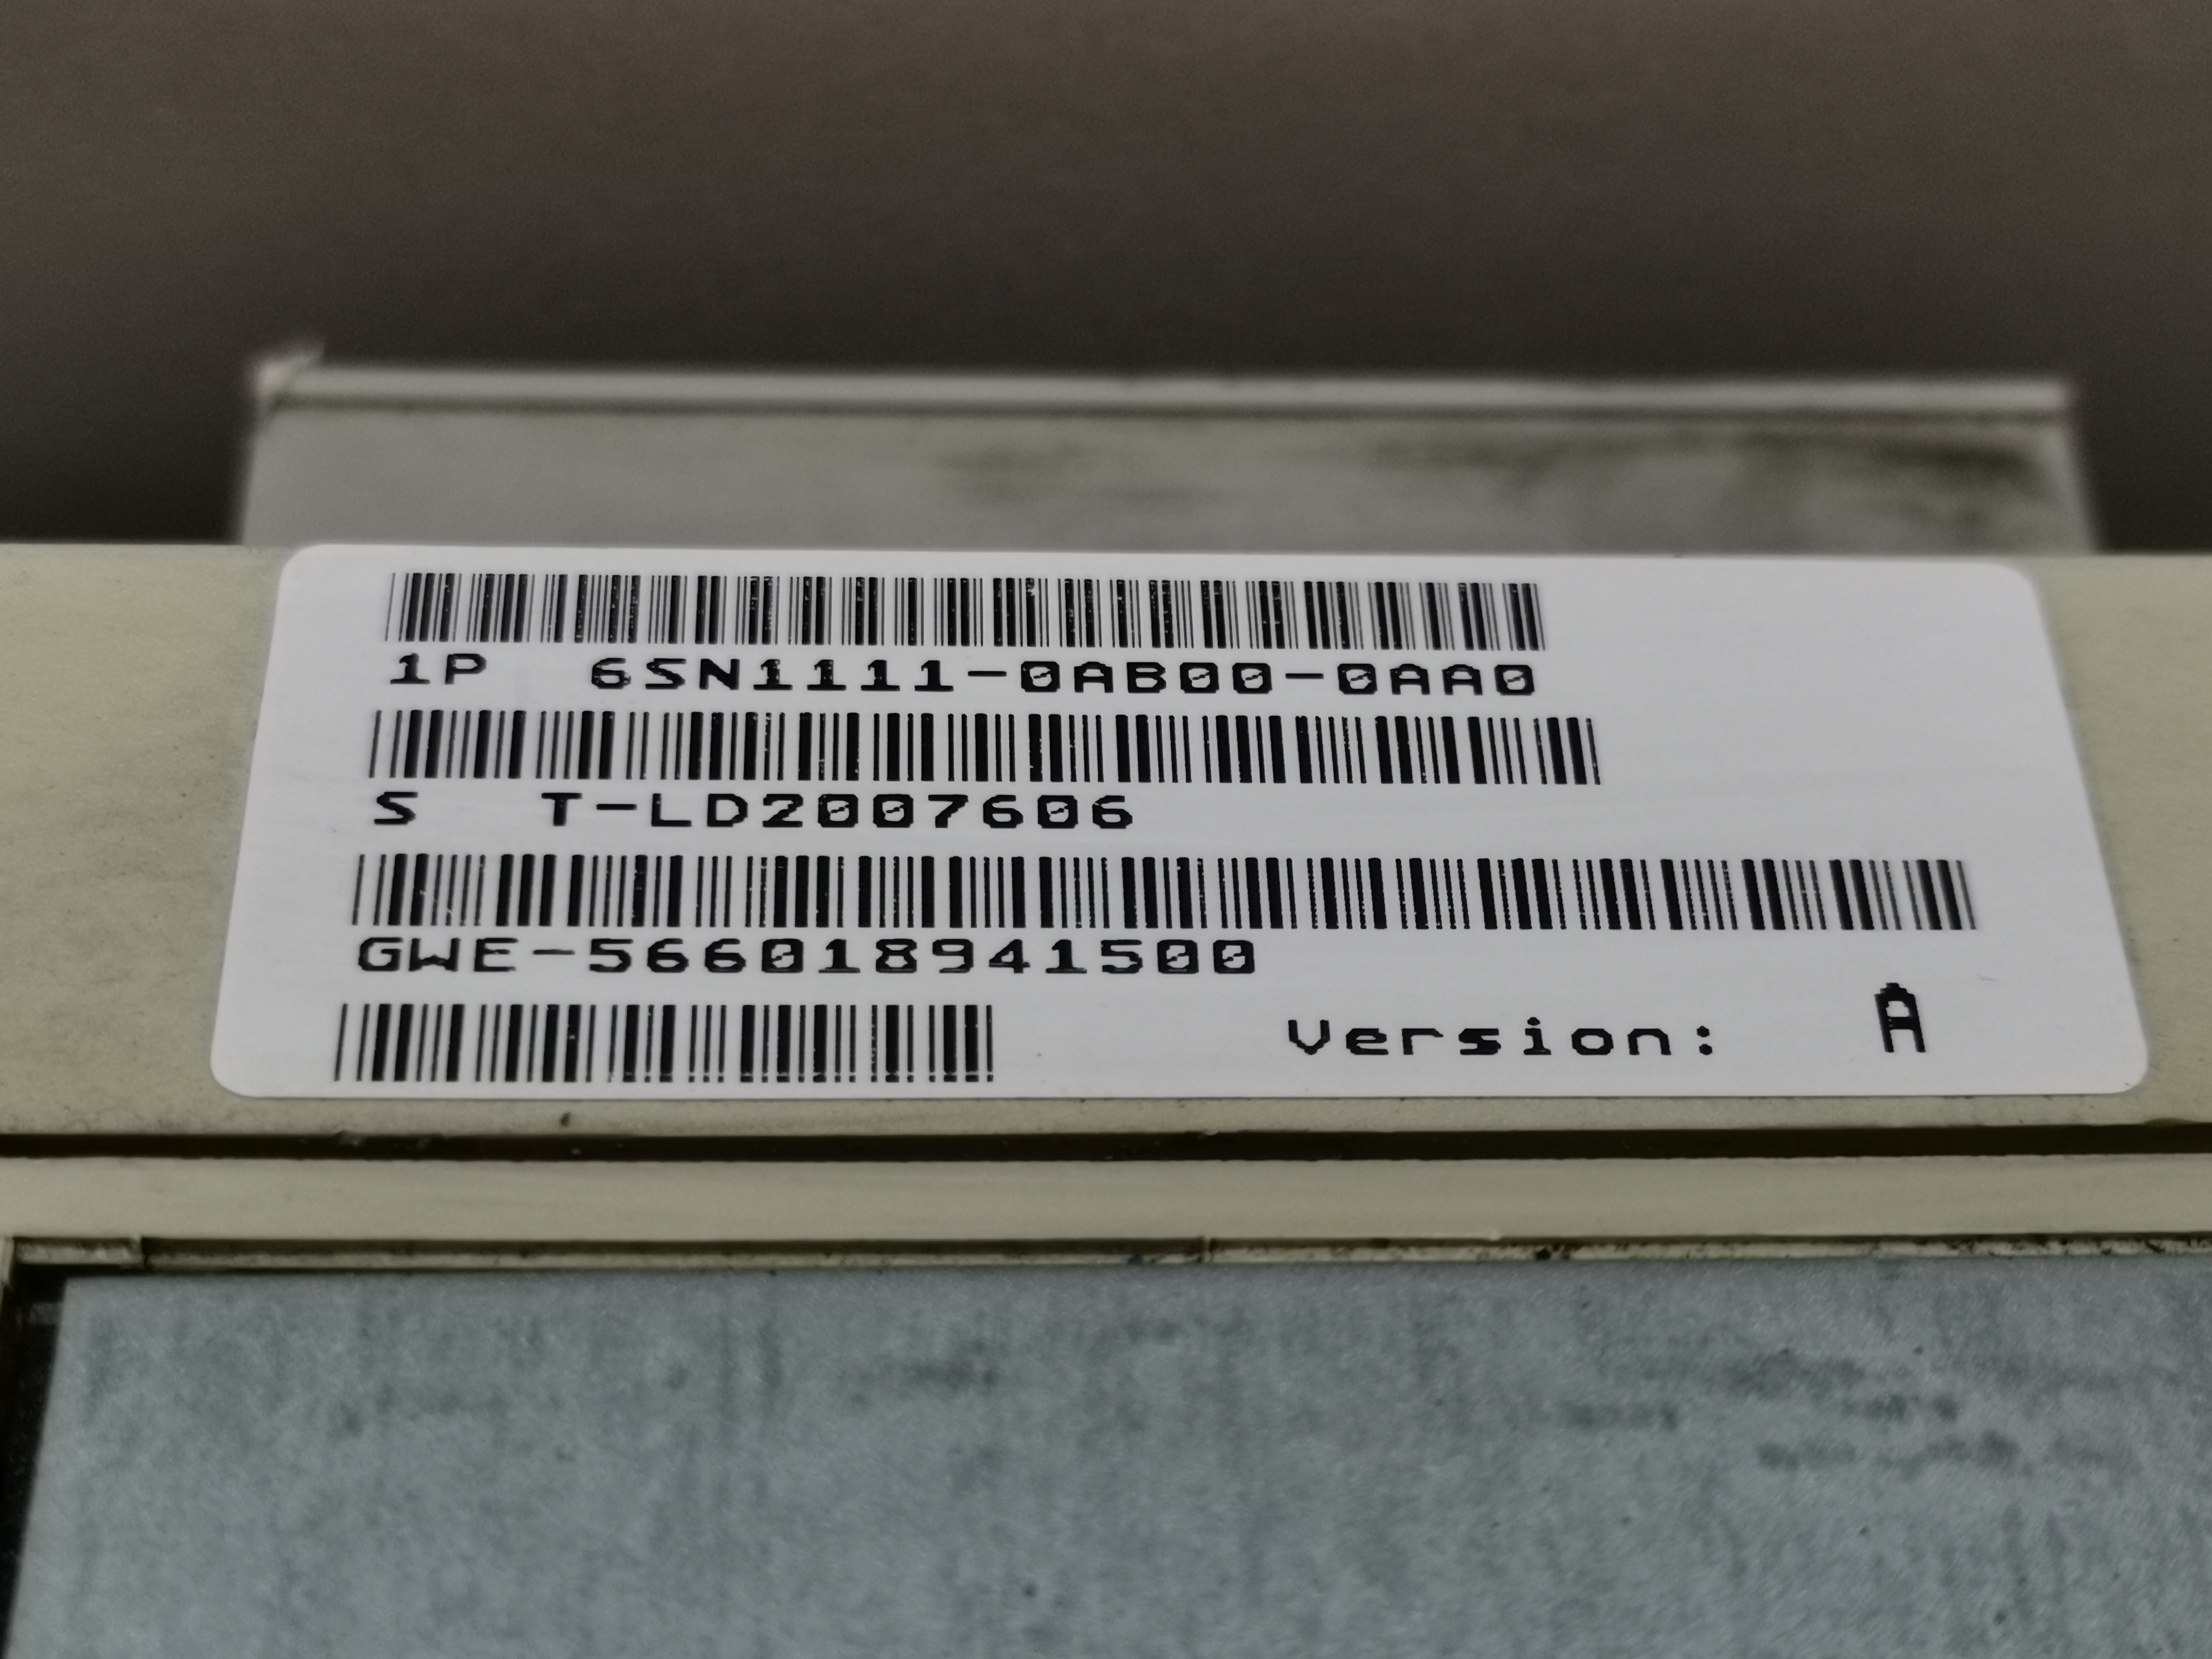 1P 6SN1111-0AB00-0AA0
S T-LD2007606
GWE-566018941500
Version: A